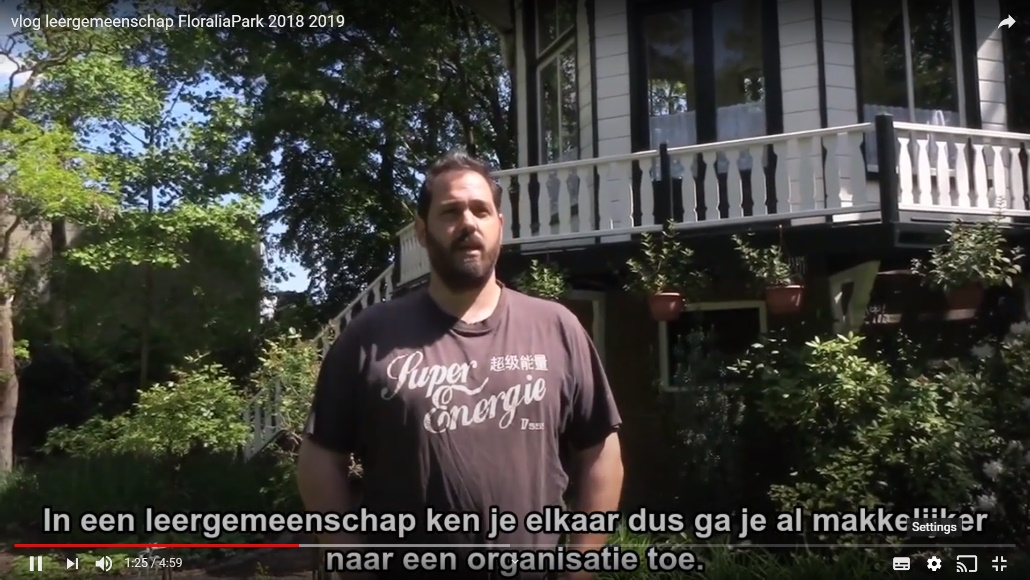 vlog leergemeenschap FloraliaPark 2018 2019
Super 超级能量
Energie
In een leergemeenschap ken je elkaar dus ga je al makkelijker
Settings
naar een organisatie toe.
1:25 / 4:59